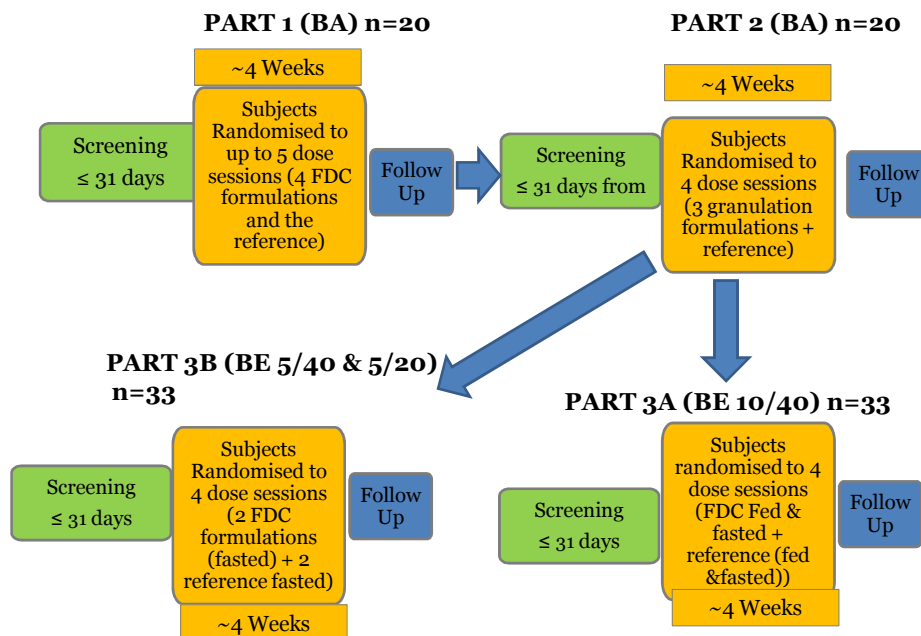 PART 1 (BA) n=20
~4 Weeks
Screening
≤ 31 days
Subjects
Randomised to
up to 5 dose
sessions (4 FDC
formulations
and the
reference)
Follow
Up
PART 2 (BA) n=20
~4 Weeks
Screening
≤ 31 days from
Subjects
Randomised to
4 dose sessions
(3 granulation
formulations +
reference)
Follow
Up
PART 3B (BE 5/40 & 5/20)
n=33
Screening
≤ 31 days
Subjects
Randomised to
4 dose sessions
(2 FDC
formulations
(fasted) + 2
reference fasted)
~4 Weeks
Follow
Up
PART 3A (BE 10/40) n=33
Screening
≤ 31 days
Subjects
randomised to 4
dose sessions
(FDC Fed &
fasted +
reference (fed
&fasted))
~4 Weeks
Follow
Up